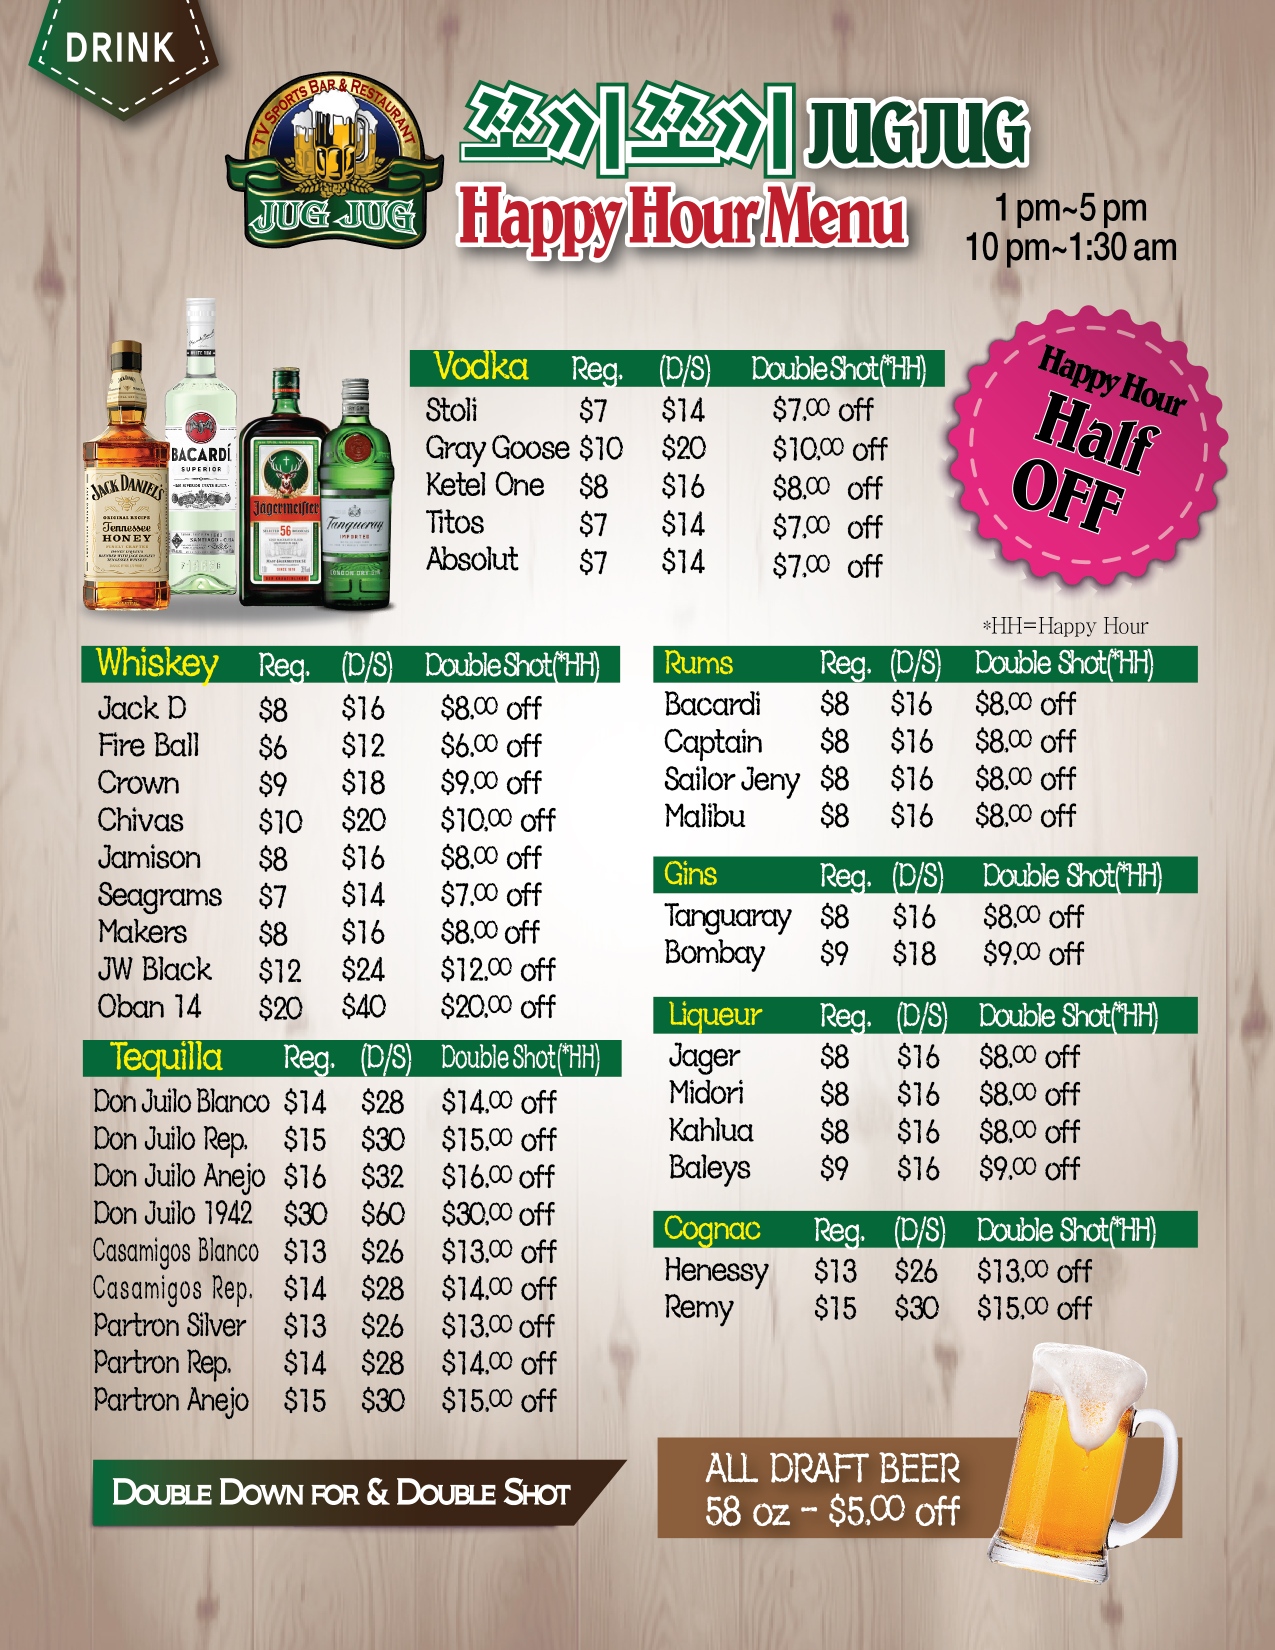 DRINK
TV SPORTS BAR & RESTAURANT
JUG JUG
쪼끼쪼끼 JUGJUG
Happy Hour Menu
1 pm~5 pm
10 pm~1:30 am
Happy Hour
Half
OFF
*HH=Happy Hour
BACARDÍ
SUPERIOR
JACK DANIEL'S
Tennessee
HONEY
Jägermeister
56
Tanqueray
IMPORTED
Vodka Reg. (D/S) Double Shot(*HH)
Stoli $7 $14 $7.00 off
Gray Goose $10 $20 $10.00 off
Ketel One $8 $16 $8.00 off
Titos $7 $14 $7.00 off
Absolut $7 $14 $7.00 off
Whiskey Reg. (D/S) Double Shot(*HH)
Jack D $8 $16 $8.00 off
Fire Ball $6 $12 $6.00 off
Crown $9 $18 $9.00 off
Chivas $10 $20 $10.00 off
Jamison $8 $16 $8.00 off
Seagrams $7 $14 $7.00 off
Makers $8 $16 $8.00 off
JW Black $12 $24 $12.00 off
Oban 14 $20 $40 $20.00 off
Tequilla Reg. (D/S) Double Shot(*HH)
Don Juilo Blanco $14 $28 $14.00 off
Don Juilo Rep. $15 $30 $15.00 off
Don Juilo Anejo $16 $32 $16.00 off
Don Juilo 1942 $30 $60 $30.00 off
Casamigos Blanco $13 $26 $13.00 off
Casamigos Rep. $14 $28 $14.00 off
Partron Silver $13 $26 $13.00 off
Partron Rep. $14 $28 $14.00 off
Partron Anejo $15 $30 $15.00 off
DOUBLE DOWN FOR & DOUBLE SHOT
Rums Reg. (D/S) Double Shot(*HH)
Bacardi $8 $16 $8.00 off
Captain $8 $16 $8.00 off
Sailor Jeny $8 $16 $8.00 off
Malibu $8 $16 $8.00 off
Gins Reg. (D/S) Double Shot(*HH)
Tanguaray $8 $16 $8.00 off
Bombay $9 $18 $9.00 off
Liqueur Reg. (D/S) Double Shot(*HH)
Jager $8 $16 $8.00 off
Midori $8 $16 $8.00 off
Kahlua $8 $16 $8.00 off
Baleys $9 $16 $9.00 off
Cognac Reg. (D/S) Double Shot(*HH)
Henessy $13 $26 $13.00 off
Remy $15 $30 $15.00 off
ALL DRAFT BEER
58 oz - $5.00 off